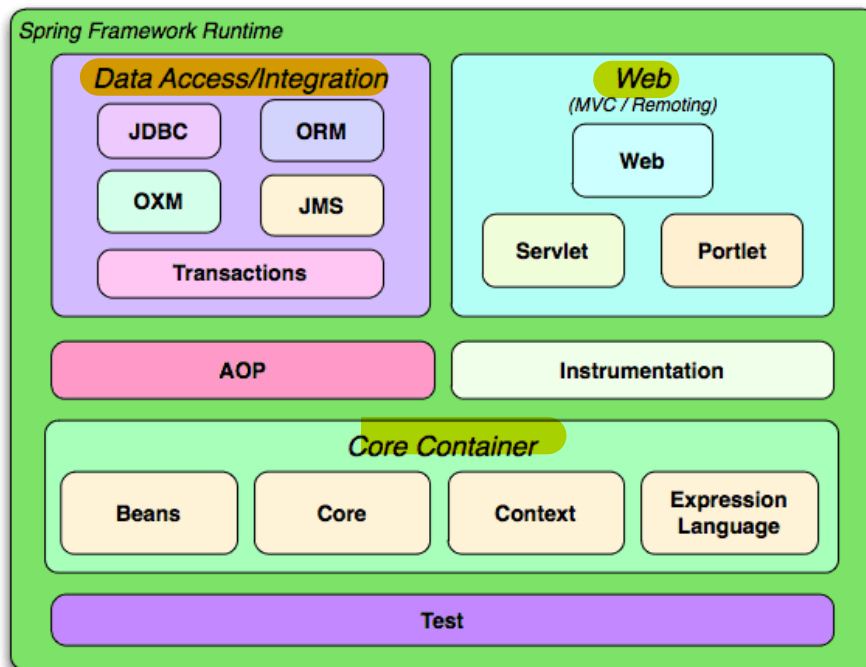 Spring Framework Runtime
Data Access/Integration
JDBC
ORM
OXM
JMS
Transactions
Web
(MVC / Remoting)
Web
Servlet
Portlet
AOP
Instrumentation
Core Container
Beans
Core
Context
Expression
Language
Test